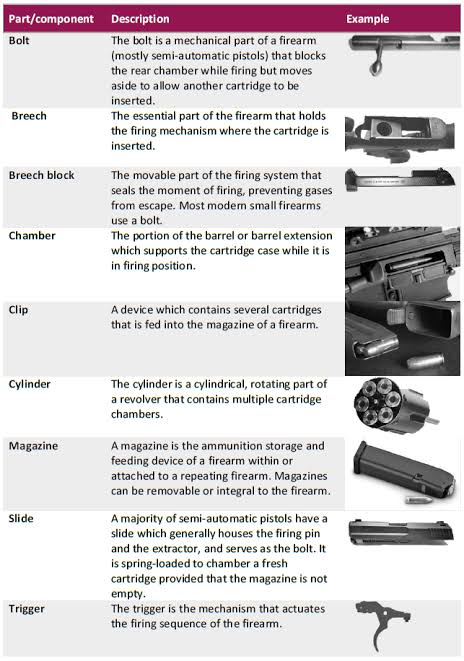 Part/component Description Example
Bolt The bolt is a mechanical part of a firearm
(mostly semi-automatic pistols) that blocks
the rear chamber while firing but moves
aside to allow another cartridge to be
inserted.
Breech The essential part of the firearm that holds
the firing mechanism where the cartridge is
inserted.
Breech block The movable part of the firing system that
seals the moment of firing, preventing gases
from escape. Most modern small firearms
use a bolt.
Chamber The portion of the barrel or barrel extension
which supports the cartridge case while it is
in firing position.
Clip A device which contains several cartridges
that is fed into the magazine of a firearm.
Cylinder The cylinder is a cylindrical, rotating part of
a revolver that contains multiple cartridge
chambers.
Magazine A magazine is the ammunition storage and
feeding device of a firearm within or
attached to a repeating firearm. Magazines
can be removable or integral to the firearm.
Slide A majority of semi-automatic pistols have a
slide which generally houses the firing pin
and the extractor, and serves as the bolt. It
is spring-loaded to chamber a fresh
cartridge provided that the magazine is not
empty.
Trigger The trigger is the mechanism that actuates
the firing sequence of the firearm.